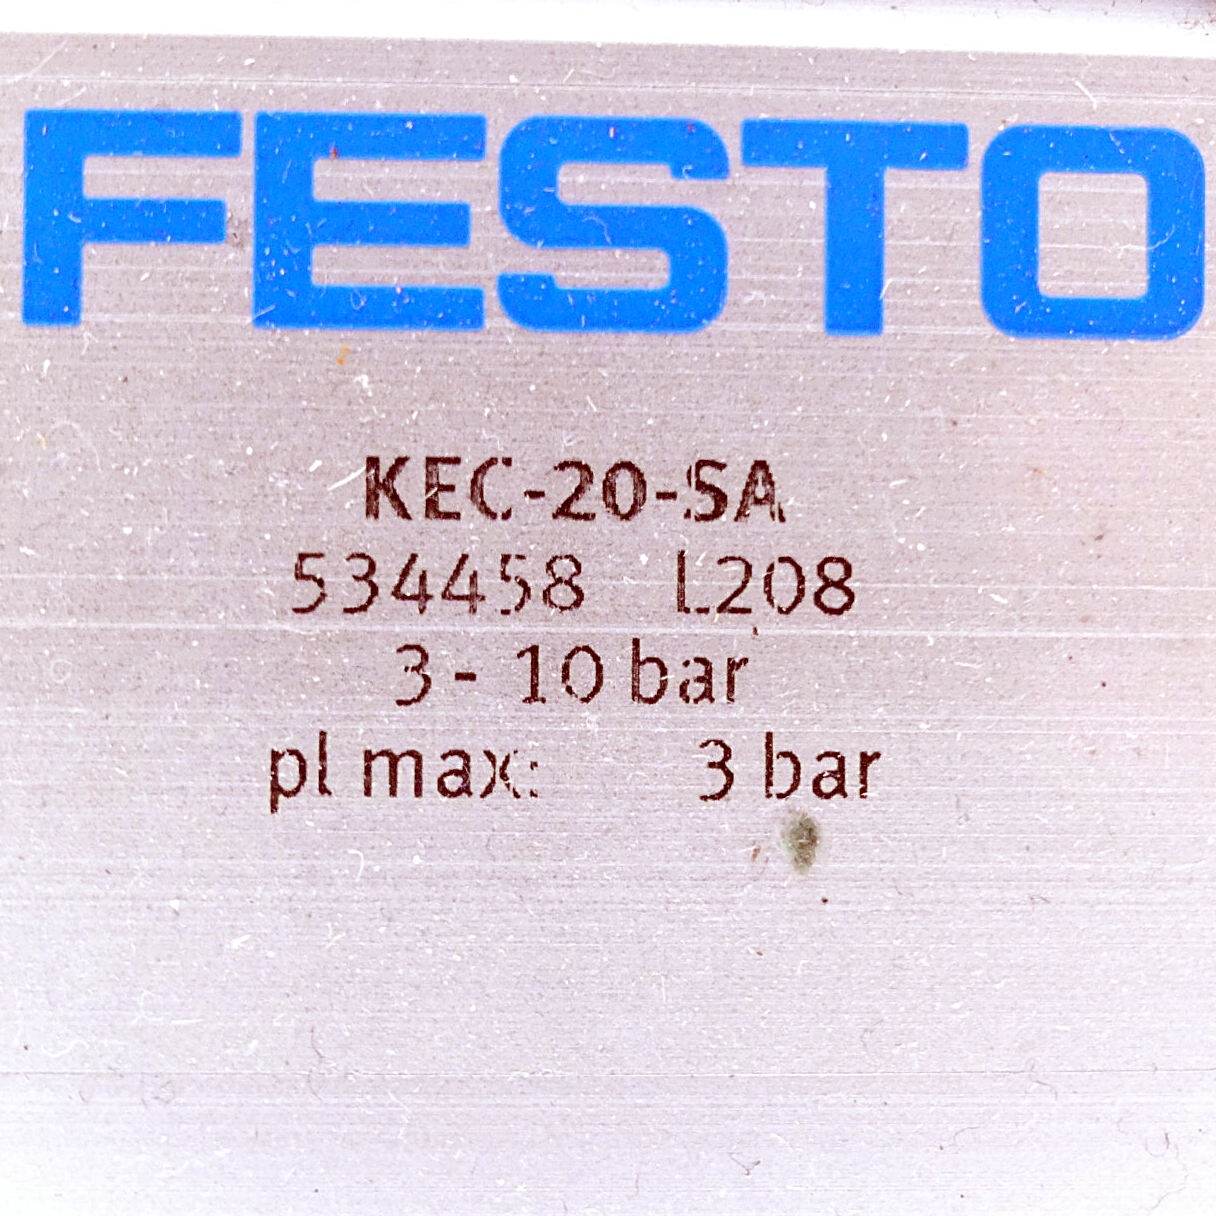 FESTO
KEC-20-SA
534458 L208
3 - 10 bar
pl max: 3 bar